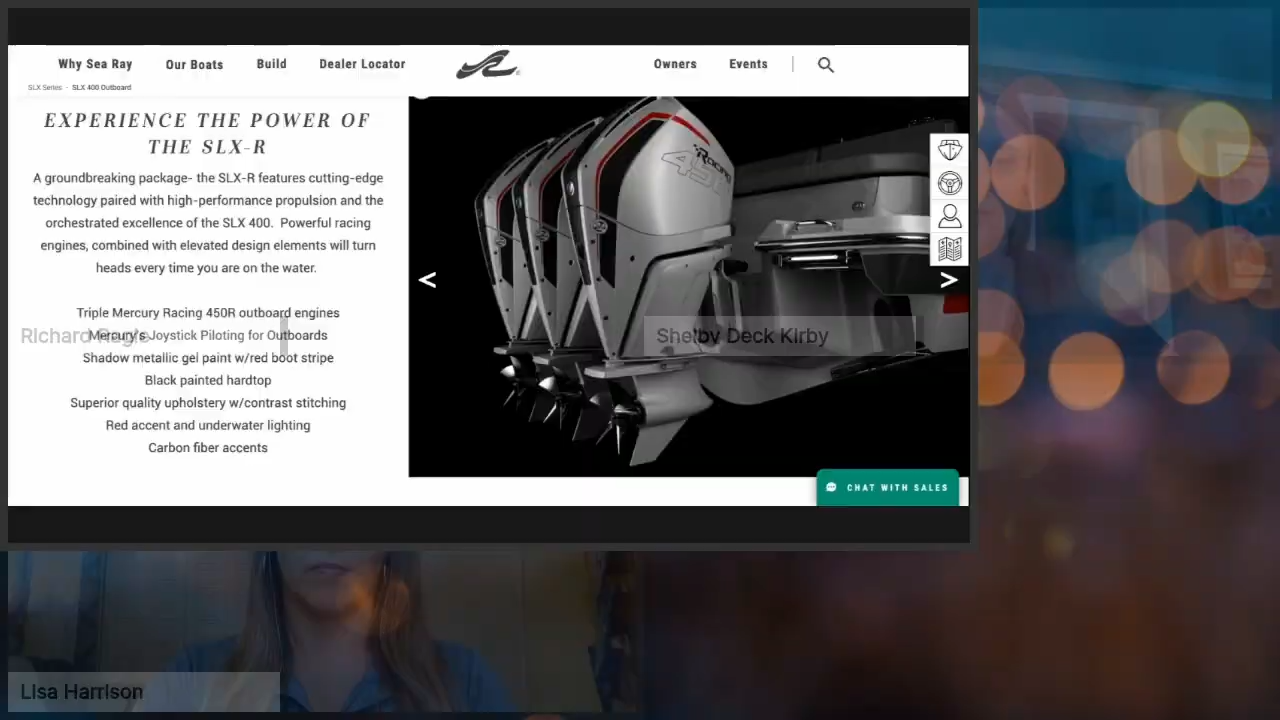 Why Sea Ray
Our Boats
Build
Dealer Locator
Owners
Events
SLX Series - SLX 400 Outboard
EXPERIENCE THE POWER OF
THE SLX-R
A groundbreaking package- the SLX-R features cutting-edge
technology paired with high-performance propulsion and the
orchestrated excellence of the SLX 400. Powerful racing
engines, combined with elevated design elements will turn
heads every time you are on the water.
Triple Mercury Racing 450R outboard engines
Mercury's Joystick Piloting for Outboards
Shadow metallic gel paint w/red boot stripe
Black painted hardtop
Superior quality upholstery w/contrast stitching
Red accent and underwater lighting
Carbon fiber accents
Racing
450R
<
>
Richard
Shelby Deck Kirby
CHAT WITH SALES
Lisa Harrison